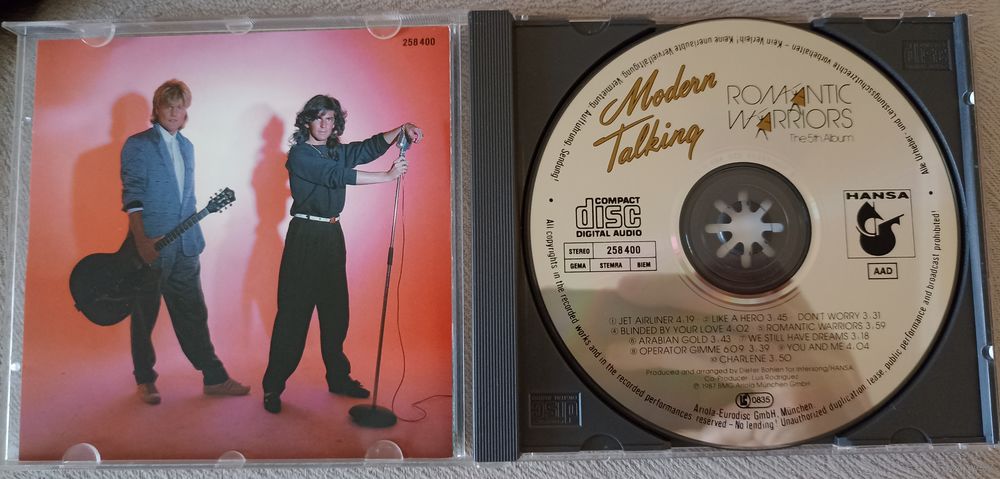 258 400
Modern
Talking
ROMANTIC
WARRIORS
The 5th Album
COMPACT
disc
DIGITAL AUDIO
STEREO 258 400
GEMA STEMRA BIEM
HANSA
AAD
① JET AIRLINER 4.19 ② LIKE A HERO 3.45 ③ DON'T WORRY 3.31
④ BLINDED BY YOUR LOVE 4.02 ⑤ ROMANTIC WARRIORS 3.59
⑥ ARABIAN GOLD 3.43 ⑦ WE STILL HAVE DREAMS 3.18
⑧ OPERATOR GIMME 609 3.39 ⑨ YOU AND ME 4.04
⑩ CHARLENE 3.50
Produced and arranged by Dieter Bohlen for Intersong/HANSA
Co-Producer: Luis Rodriguez
Ⓟ 1987 BMG Ariola München GmbH
LC 0835
Ariola-Eurodisc GmbH, München
Alle Urheber- und Leistungsschutzrechte vorbehalten – Kein Verleih! Keine unerlaubte Vervielfältigung, Vermietung, Aufführung, Sendung!
All copyrights in the recorded works and in the recorded performances reserved – No lending! Unauthorized duplication, lease, public performance and broadcast prohibited!